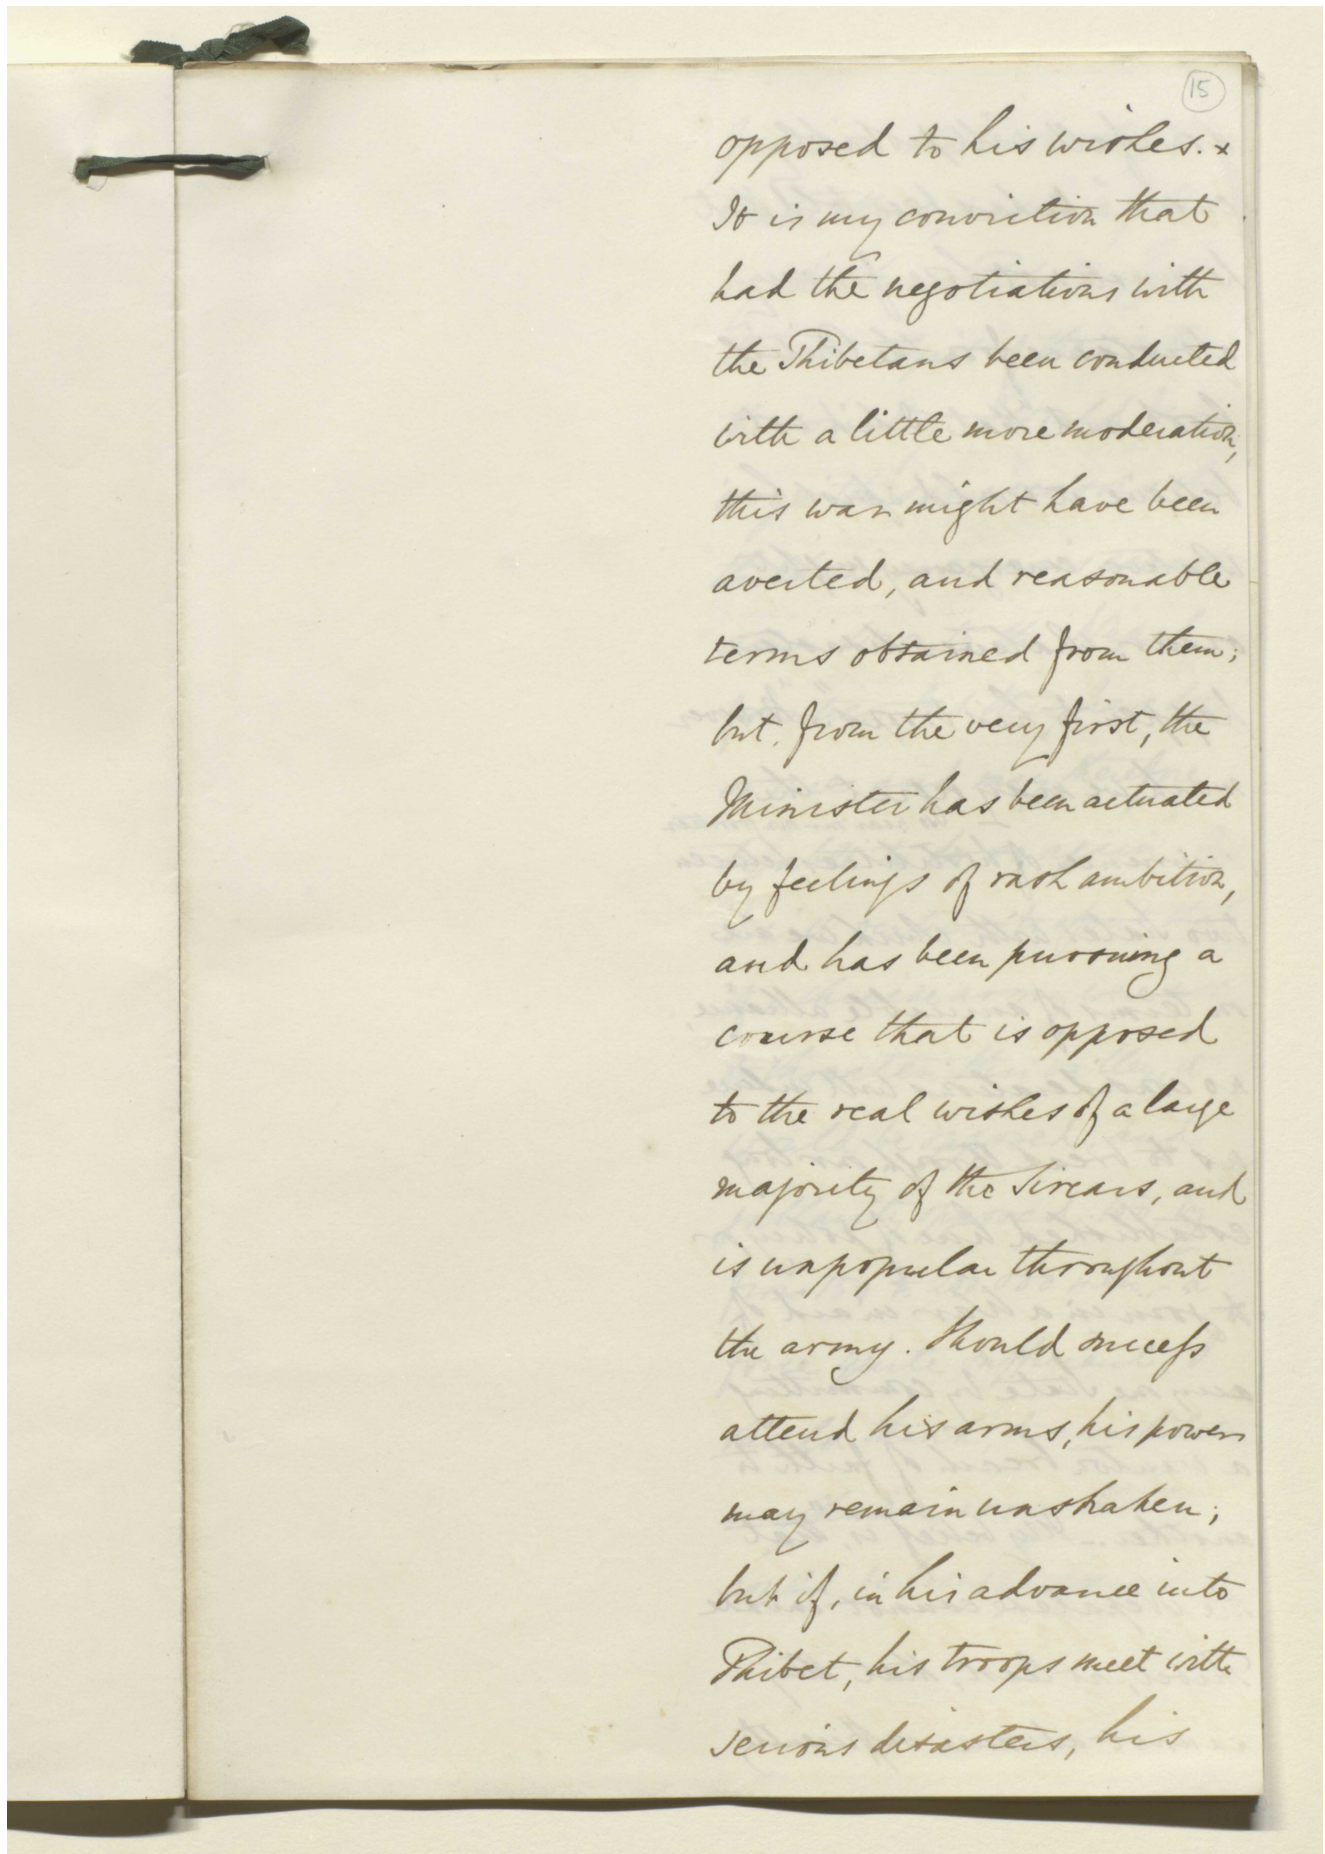 15
opposed to his wishes. x
It is my conviction that
had the negotiations with
the Thibetans been conducted
with a little more moderation,
this war might have been
averted, and reasonable
terms obtained from them;
but from the very first, the
Minister has been actuated
by feelings of rash ambition,
and has been pursuing a
course that is opposed
to the real wishes of a large
majority of the Sirdars, and
is unpopular throughout
the army. Should success
attend his arms, his power
may remain unshaken;
but if, in his advance into
Thibet, his troops meet with
serious disasters, his